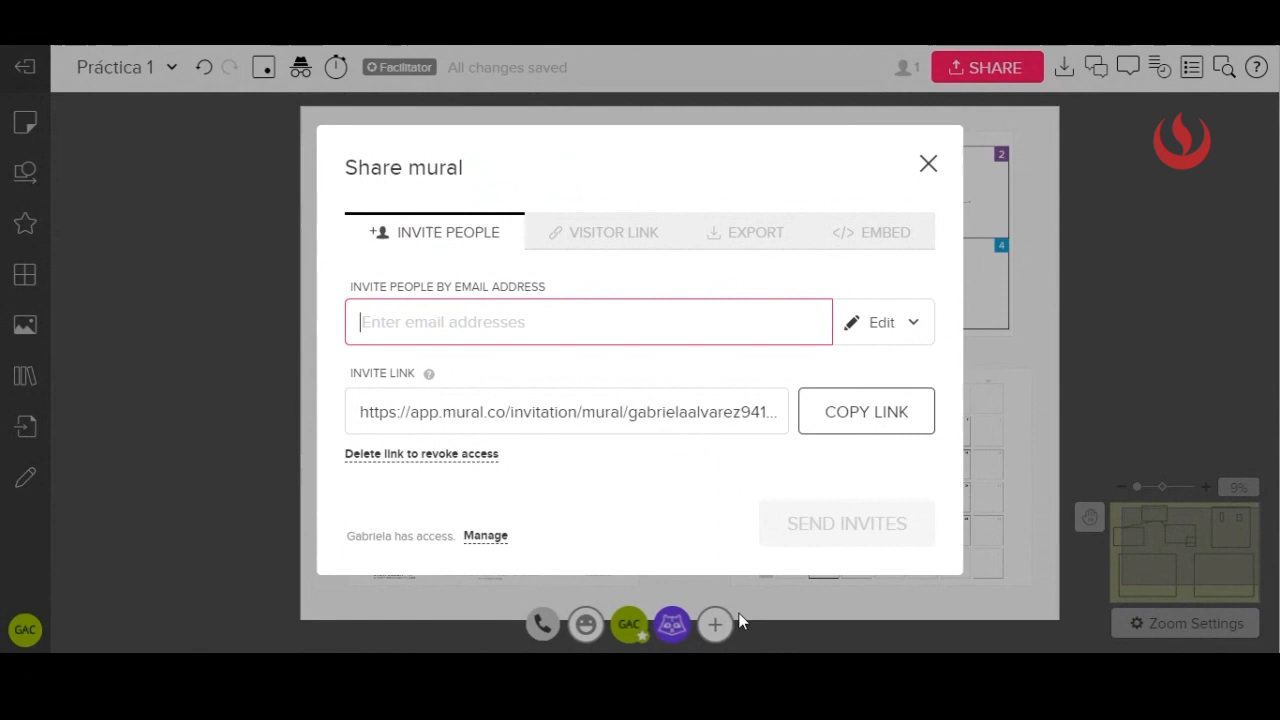 Práctica 1
Facilitator
All changes saved
1
SHARE
?
2
Share mural
INVITE PEOPLE
VISITOR LINK
EXPORT
</> EMBED
4
INVITE PEOPLE BY EMAIL ADDRESS
Enter email addresses
Edit
INVITE LINK ?
https://app.mural.co/invitation/mural/gabrielaalvarez941...
COPY LINK
Delete link to revoke access
9%
SEND INVITES
Gabriela has access. Manage
GAC
GAC
Zoom Settings